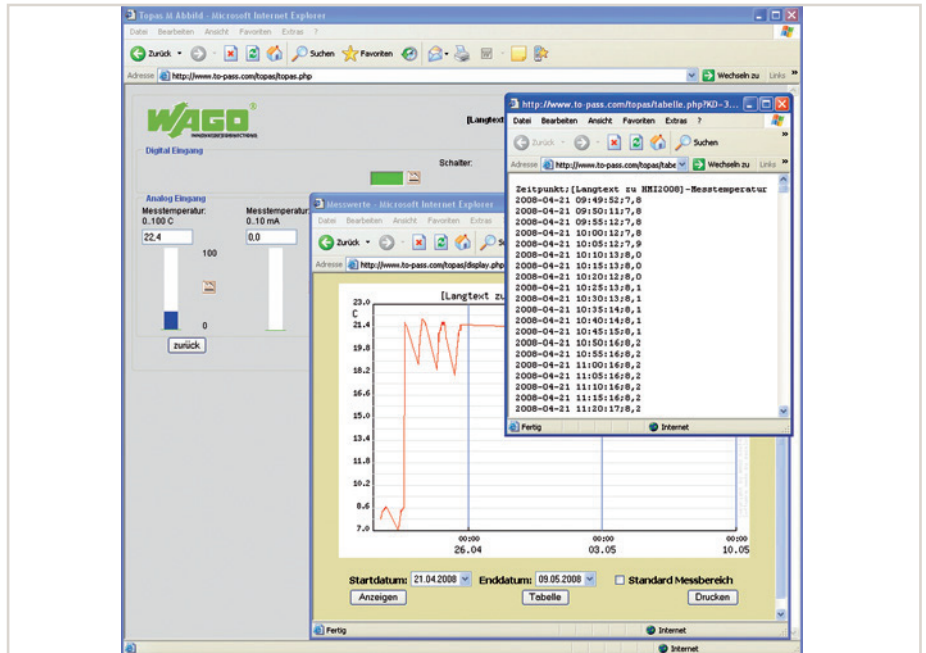 Topas M Abbild - Microsoft Internet Explorer
Datei Bearbeiten Ansicht Favoriten Extras ?
Zurück Suchen Favoriten
Adresse http://www.to-pass.com/topas/topas.php Wechseln zu Links »
WAGO®
INNOVATIVE CONNECTIONS
[Langtext
Digital Eingang
Schalter:
Analog Eingang
Messtemperatur: Messtemperatur:
0..100 C 0..10 mA
22,4 0,0
100
0
zurück
http://www.to-pass.com/topas/tabelle.php?KD-3...
Datei Bearbeiten Ansicht Favoriten Extras ?
Zurück Suchen »
Adresse http://www.to-pass.com/topas/tabe Wechseln zu Links »
Zeitpunkt;[Langtext zu HMI2008]-Messtemperatur
2008-04-21 09:49:52;7,8
2008-04-21 09:50:11;7,8
2008-04-21 09:55:12;7,8
2008-04-21 10:00:12;7,8
2008-04-21 10:05:12;7,9
2008-04-21 10:10:13;8,0
2008-04-21 10:15:13;8,0
2008-04-21 10:20:12;8,0
2008-04-21 10:25:13;8,1
2008-04-21 10:30:13;8,1
2008-04-21 10:35:14;8,1
2008-04-21 10:40:14;8,1
2008-04-21 10:45:15;8,1
2008-04-21 10:50:16;8,2
2008-04-21 10:55:16;8,2
2008-04-21 11:00:16;8,2
2008-04-21 11:05:16;8,2
2008-04-21 11:10:16;8,2
2008-04-21 11:15:16;8,2
2008-04-21 11:20:17;8,2
Fertig Internet
Messwerte - Microsoft Internet Explorer
Datei Bearbeiten Ansicht Favoriten Extras
Zurück S
Adresse http://www.to-pass.com/topas/display.php
[Langtext zu
23.0
C
21.4
19.8
18.2
16.6
15.0
13.4
11.8
10.2
8.6
7.0
00:00 00:00 00:00
26.04 03.05 10.05
Startdatum: 21.04.2008 Enddatum: 09.05.2008 Standard Messbereich
Anzeigen Tabelle Drucken
Fertig Internet
Internet